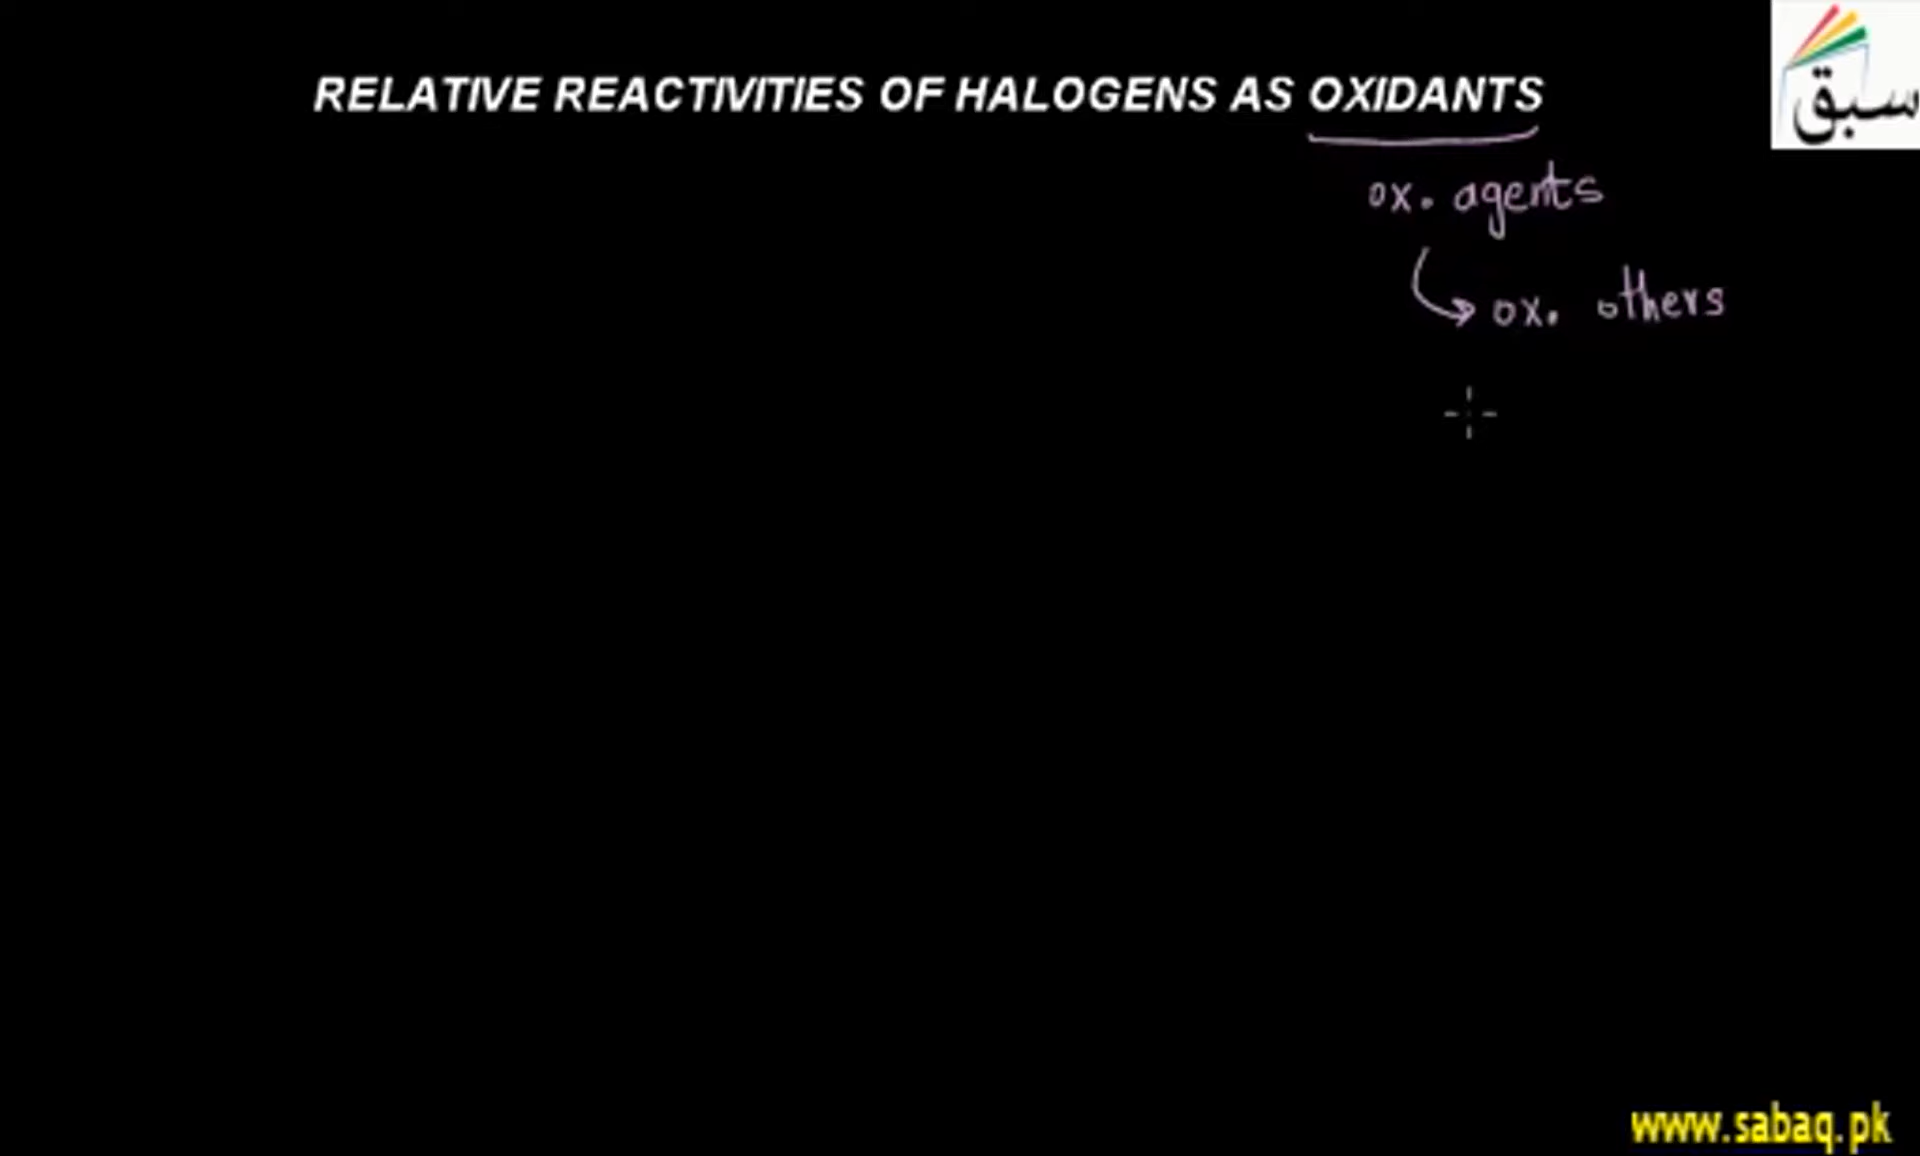 RELATIVE REACTIVITIES OF HALOGENS AS OXIDANTS
سبق
ox. agents
ox. others
www.sabaq.pk